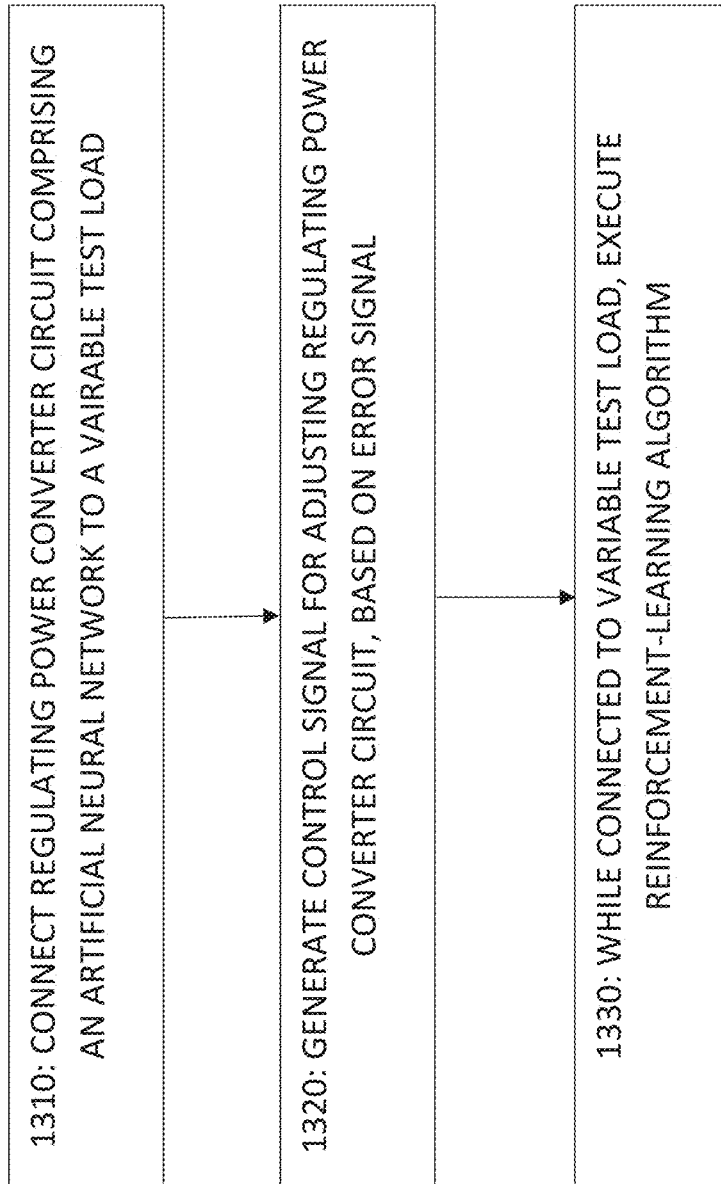 1310: CONNECT REGULATING POWER CONVERTER CIRCUIT COMPRISING
AN ARTIFICIAL NEURAL NETWORK TO A VAIRABLE TEST LOAD
1320: GENERATE CONTROL SIGNAL FOR ADJUSTING REGULATING POWER
CONVERTER CIRCUIT, BASED ON ERROR SIGNAL
1330: WHILE CONNECTED TO VARIABLE TEST LOAD, EXECUTE
REINFORCEMENT-LEARNING ALGORITHM